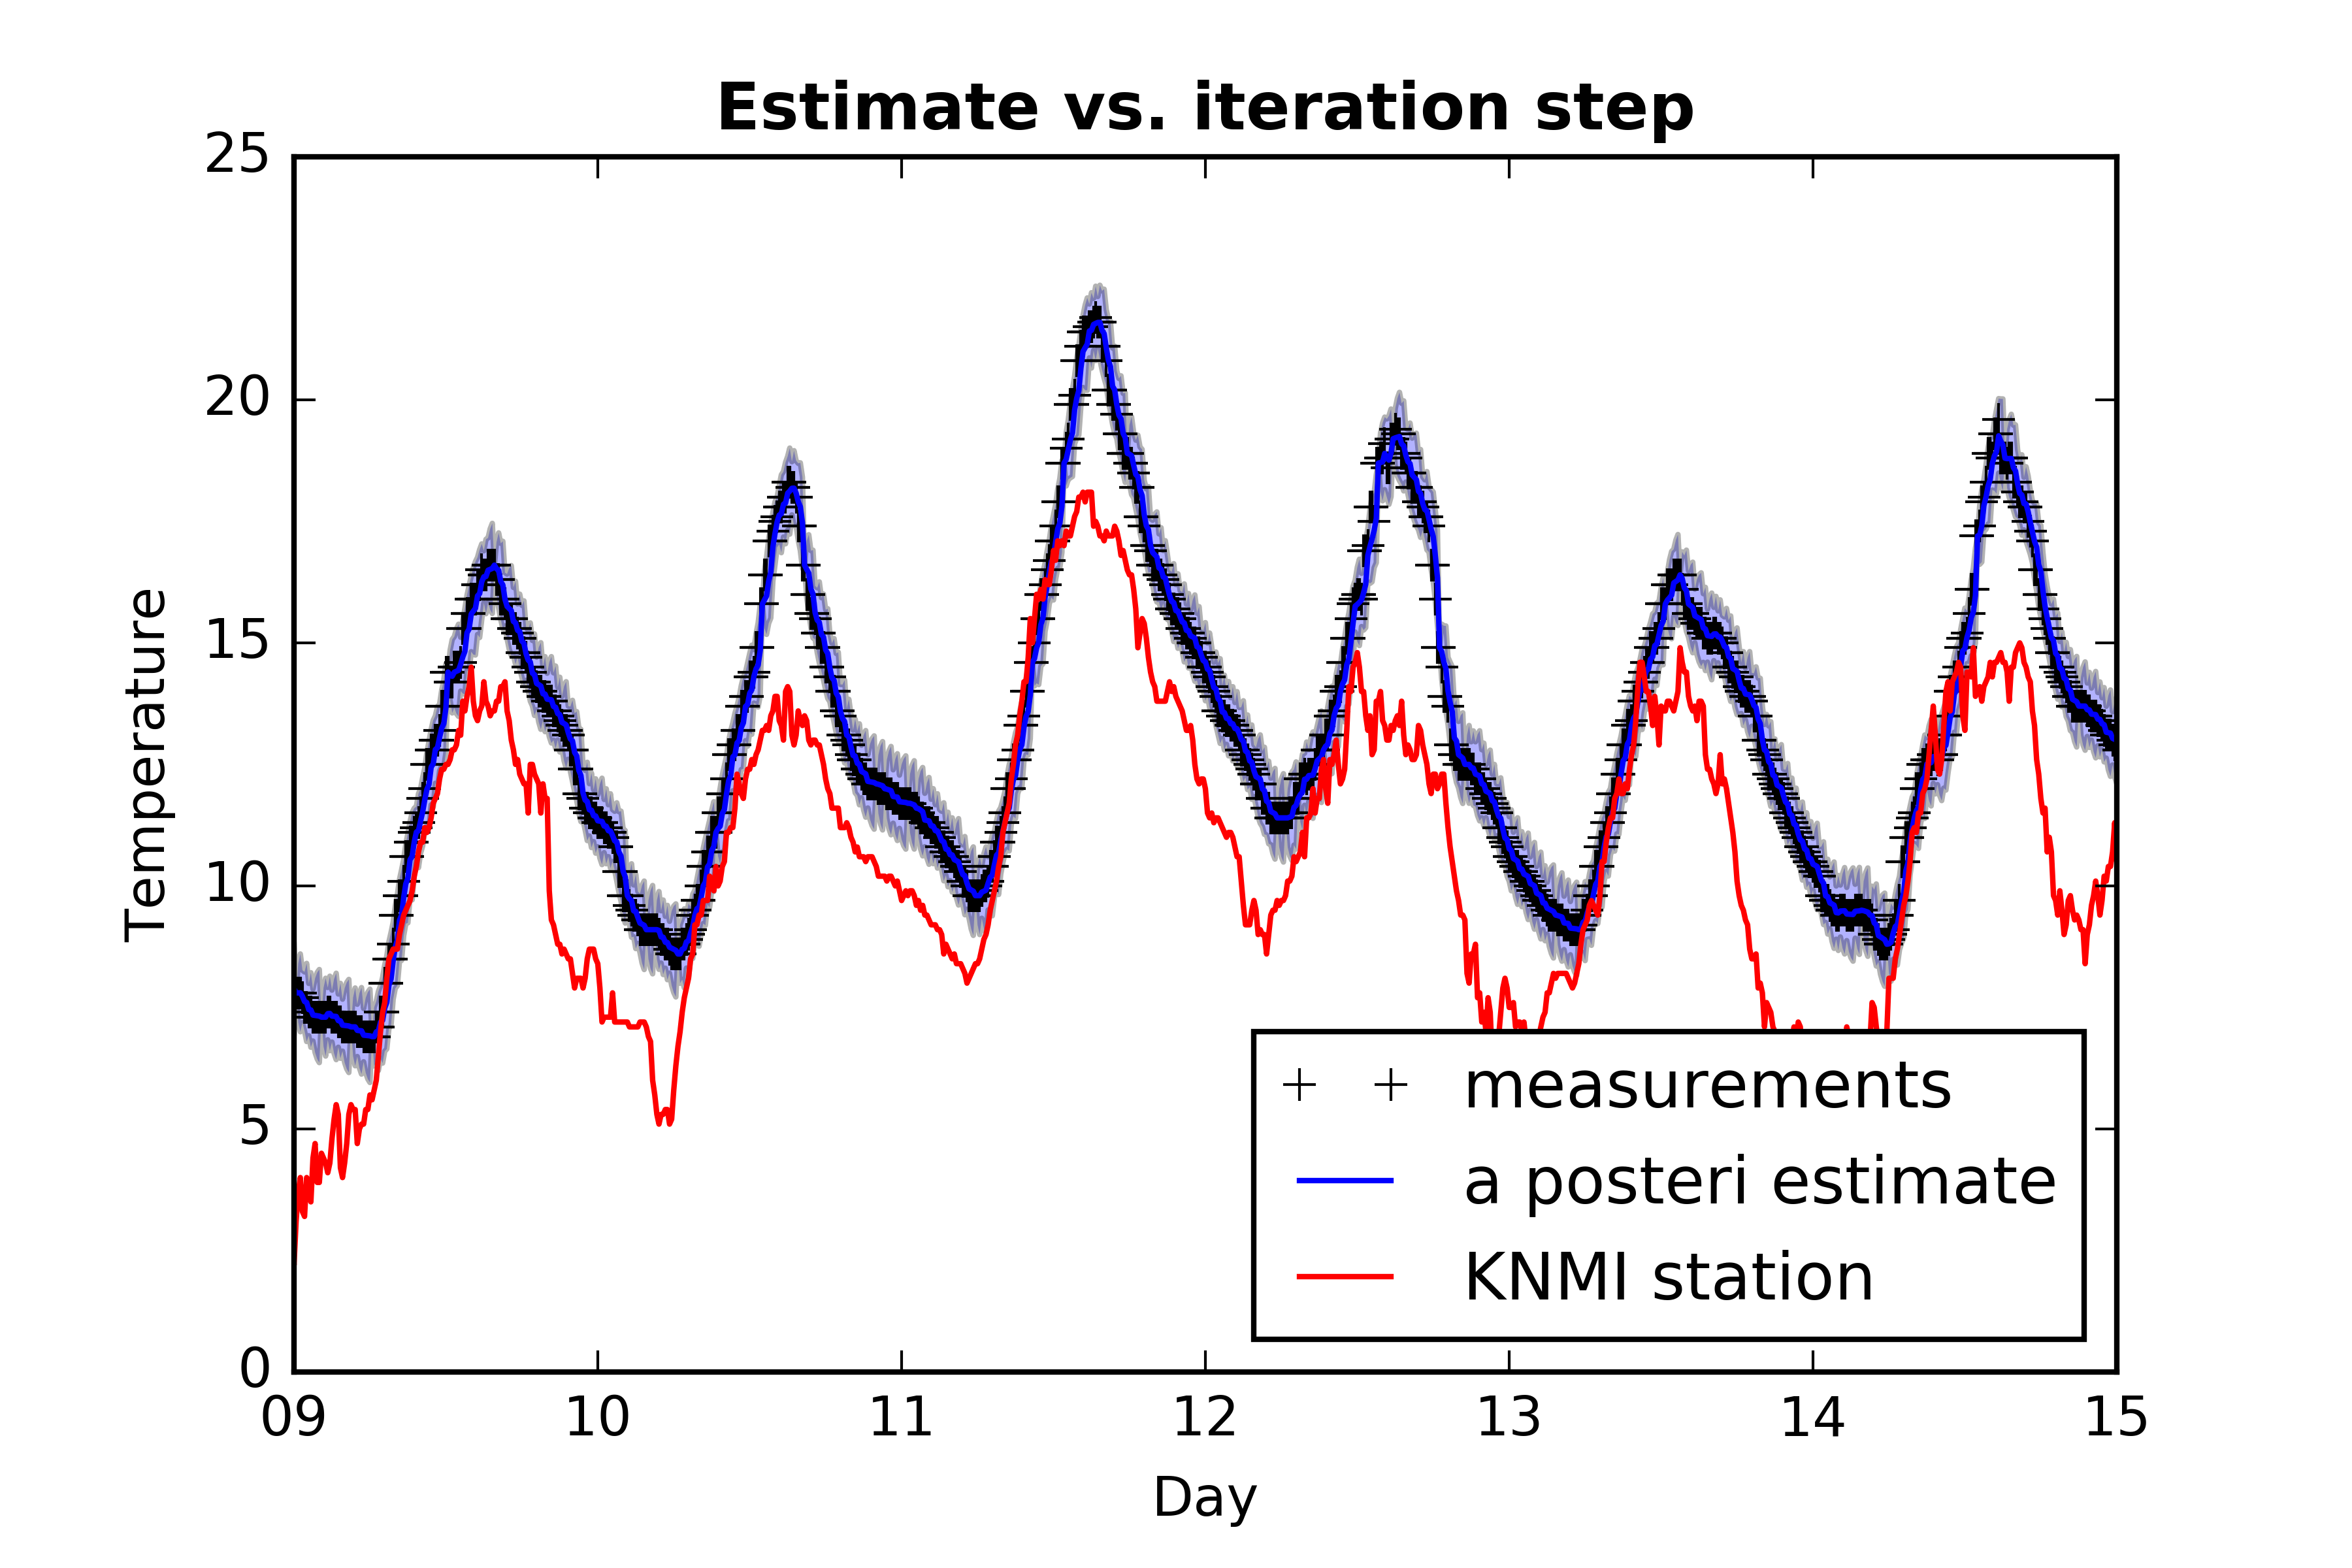 Estimate vs. iteration step
25
20
15
10
5
0
Temperature
measurements
a posteri estimate
KNMI station
09 10 11 12 13 14 15
Day